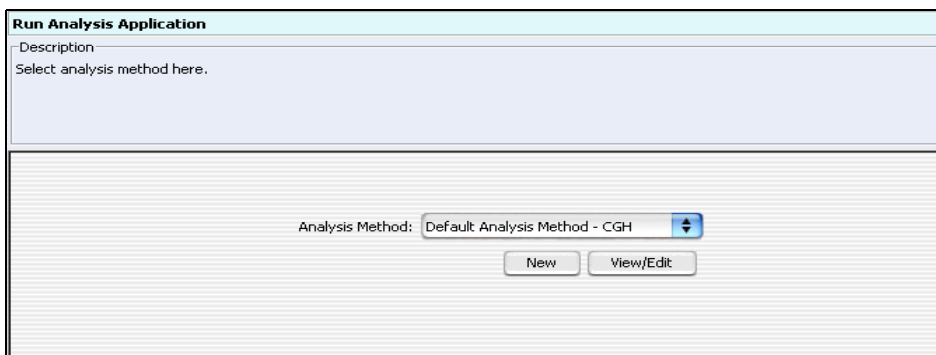 Run Analysis Application
Description
Select analysis method here.
Analysis Method: Default Analysis Method - CGH
New View/Edit